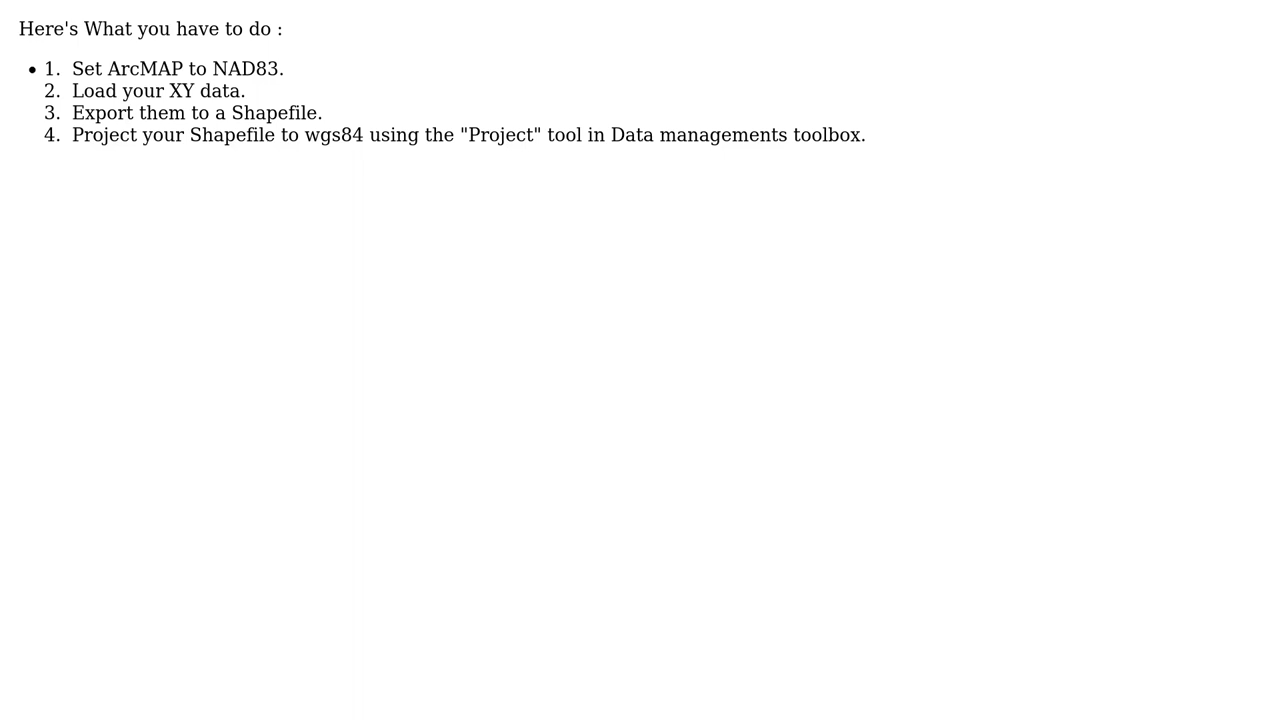 Here's What you have to do :
• 1. Set ArcMAP to NAD83.
2. Load your XY data.
3. Export them to a Shapefile.
4. Project your Shapefile to wgs84 using the "Project" tool in Data managements toolbox.